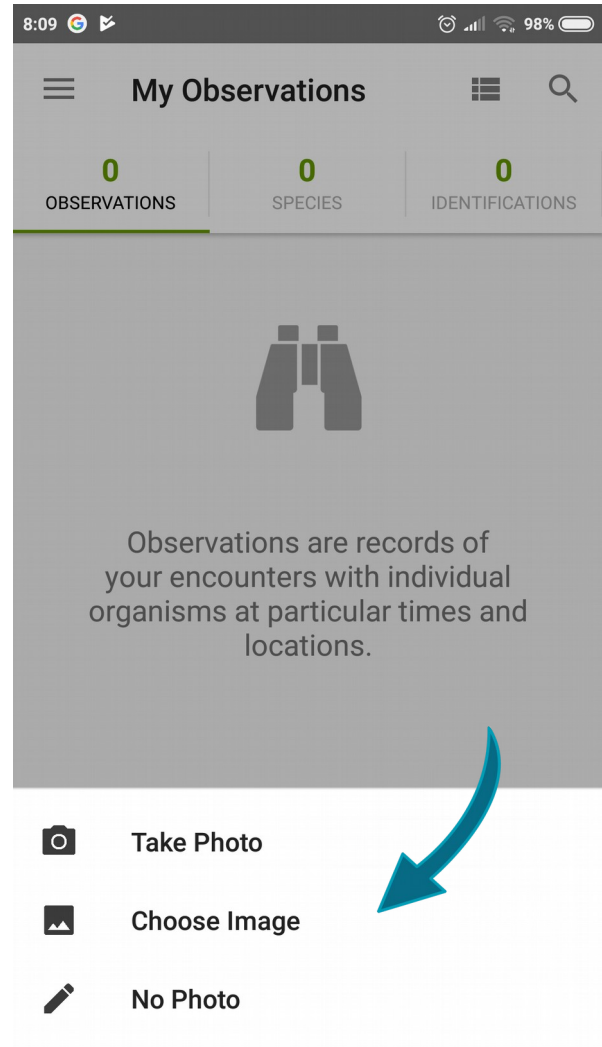 8:09 98%
My Observations
0 0 0
OBSERVATIONS SPECIES IDENTIFICATIONS
Observations are records of
your encounters with individual
organisms at particular times and
locations.
Take Photo
Choose Image
No Photo